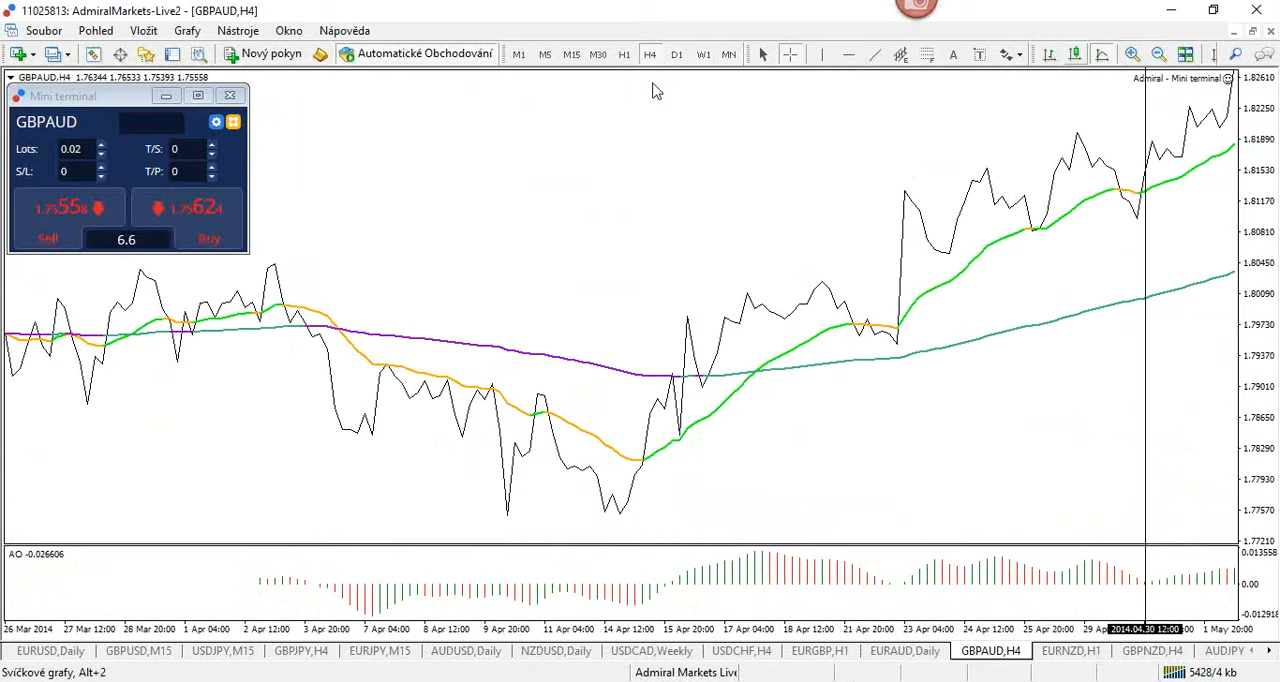 11025813: AdmiralMarkets-Live2 - [GBPAUD,H4]
Soubor Pohled Vložit Grafy Nástroje Okno Nápověda
Nový pokyn Automatické Obchodování M1 M5 M15 M30 H1 H4 D1 W1 MN A T
GBPAUD,H4 1.76344 1.76533 1.75393 1.75558
Admiral - Mini terminal
Mini terminal
GBPAUD
Lots: 0.02 T/S: 0
S/L: 0 T/P: 0
1.75558 1.75624
Sell 6.6 Buy
1.82610
1.82250
1.81890
1.81530
1.81170
1.80810
1.80450
1.80090
1.79730
1.79370
1.79010
1.78650
1.78290
1.77930
1.77570
1.77210
AO -0.026606
0.013558
0.00
-0.012918
26 Mar 2014 27 Mar 12:00 28 Mar 20:00 1 Apr 04:00 2 Apr 12:00 3 Apr 20:00 7 Apr 04:00 8 Apr 12:00 9 Apr 20:00 11 Apr 04:00 14 Apr 12:00 15 Apr 20:00 17 Apr 04:00 18 Apr 12:00 21 Apr 20:00 23 Apr 04:00 24 Apr 12:00 25 Apr 20:00 29 Ap 2014.04.30 12:00 :00 1 May 20:00
EURUSD,Daily GBPUSD,M15 USDJPY,M15 GBPJPY,H4 EURJPY,M15 AUDUSD,Daily NZDUSD,Daily USDCAD,Weekly USDCHF,H4 EURGBP,H1 EURAUD,Daily GBPAUD,H4 EURNZD,H1 GBPNZD,H4 AUDJPY
Svíčkové grafy, Alt+2 Admiral Markets Live 5428/4 kb